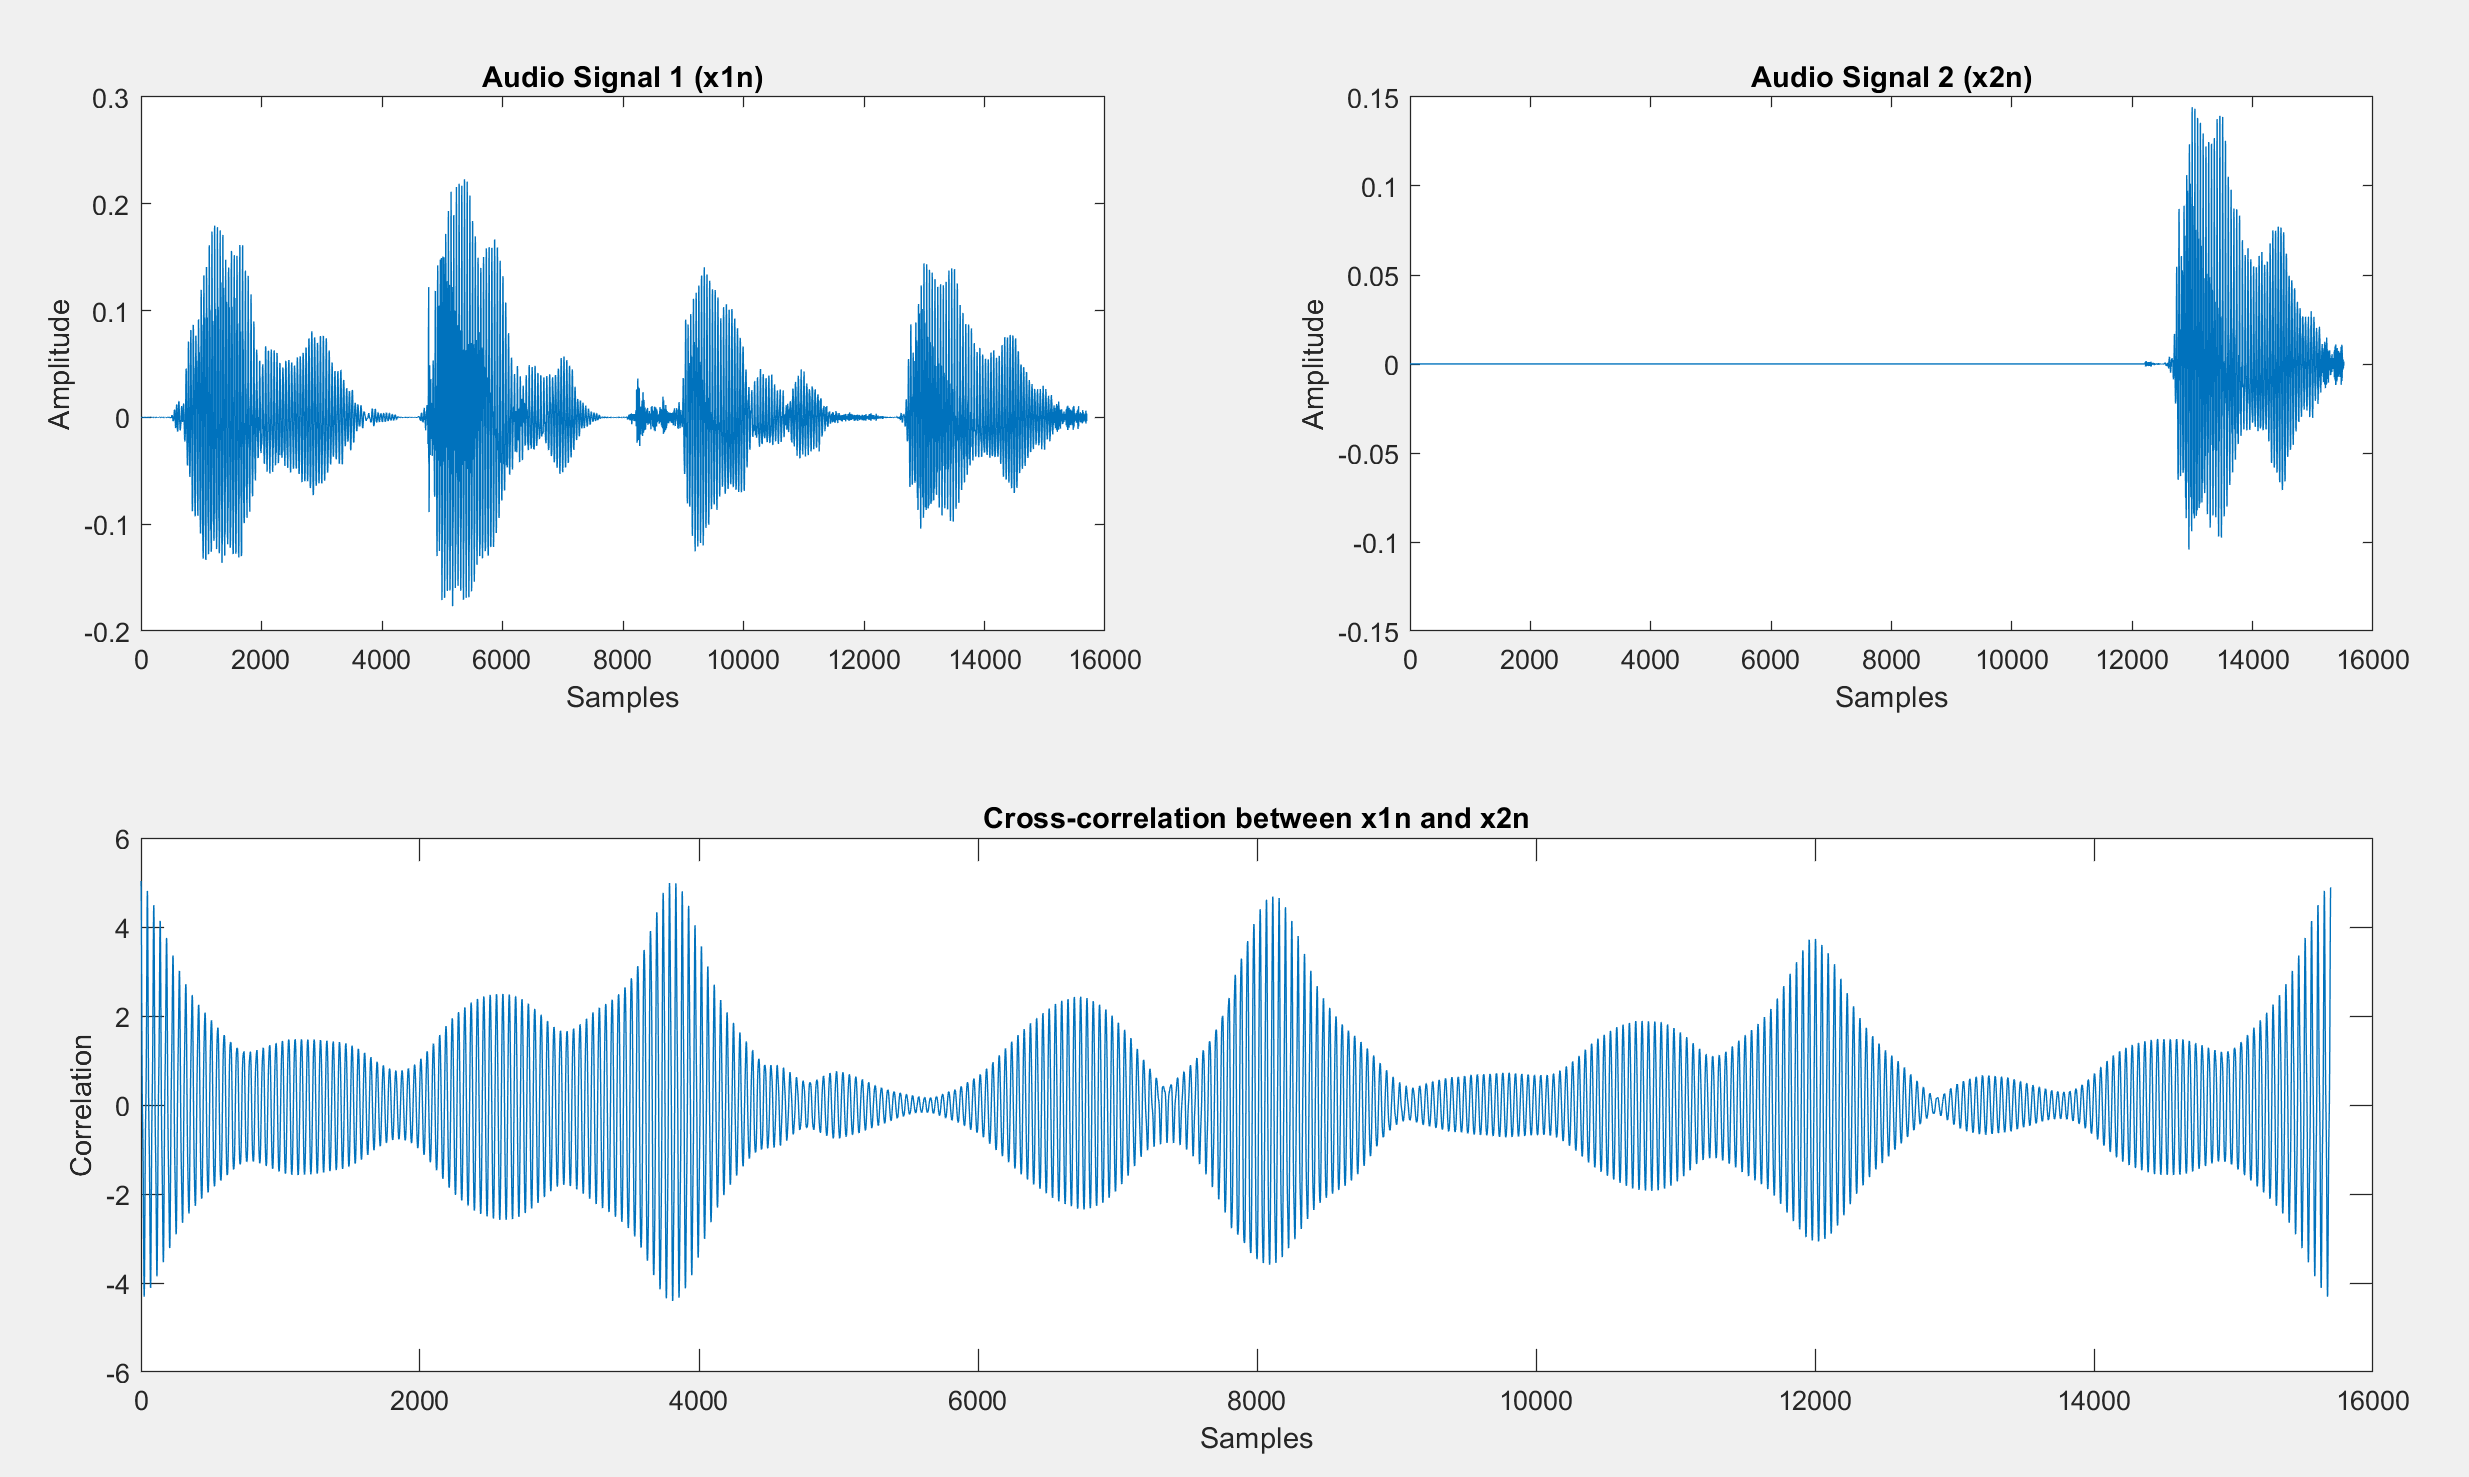 Audio Signal 1 (x1n)
0.3
0.2
0.1
0
-0.1
-0.2
Amplitude
0 2000 4000 6000 8000 10000 12000 14000 16000
Samples
Audio Signal 2 (x2n)
0.15
0.1
0.05
0
-0.05
-0.1
-0.15
Amplitude
0 2000 4000 6000 8000 10000 12000 14000 16000
Samples
Cross-correlation between x1n and x2n
6
4
2
0
-2
-4
-6
Correlation
0 2000 4000 6000 8000 10000 12000 14000 16000
Samples